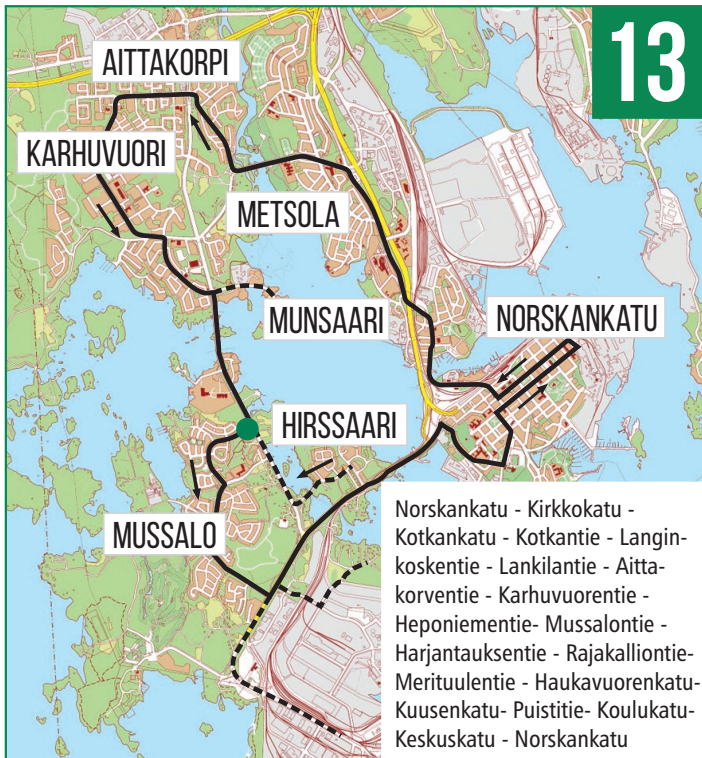 13
AITTAKORPI
KARHUVUORI
METSOLA
MUNSAARI
NORSKANKATU
HIRSSAARI
MUSSALO
Norskankatu - Kirkkokatu -
Kotkankatu - Kotkantie - Langin-
koskentie - Lankilantie - Aitta-
korventie - Karhuvuorentie -
Heponiementie- Mussalontie -
Harjantauksentie - Rajakalliontie-
Merituulentie - Haukavuorenkatu-
Kuusenkatu- Puistitie- Koulukatu-
Keskuskatu - Norskankatu